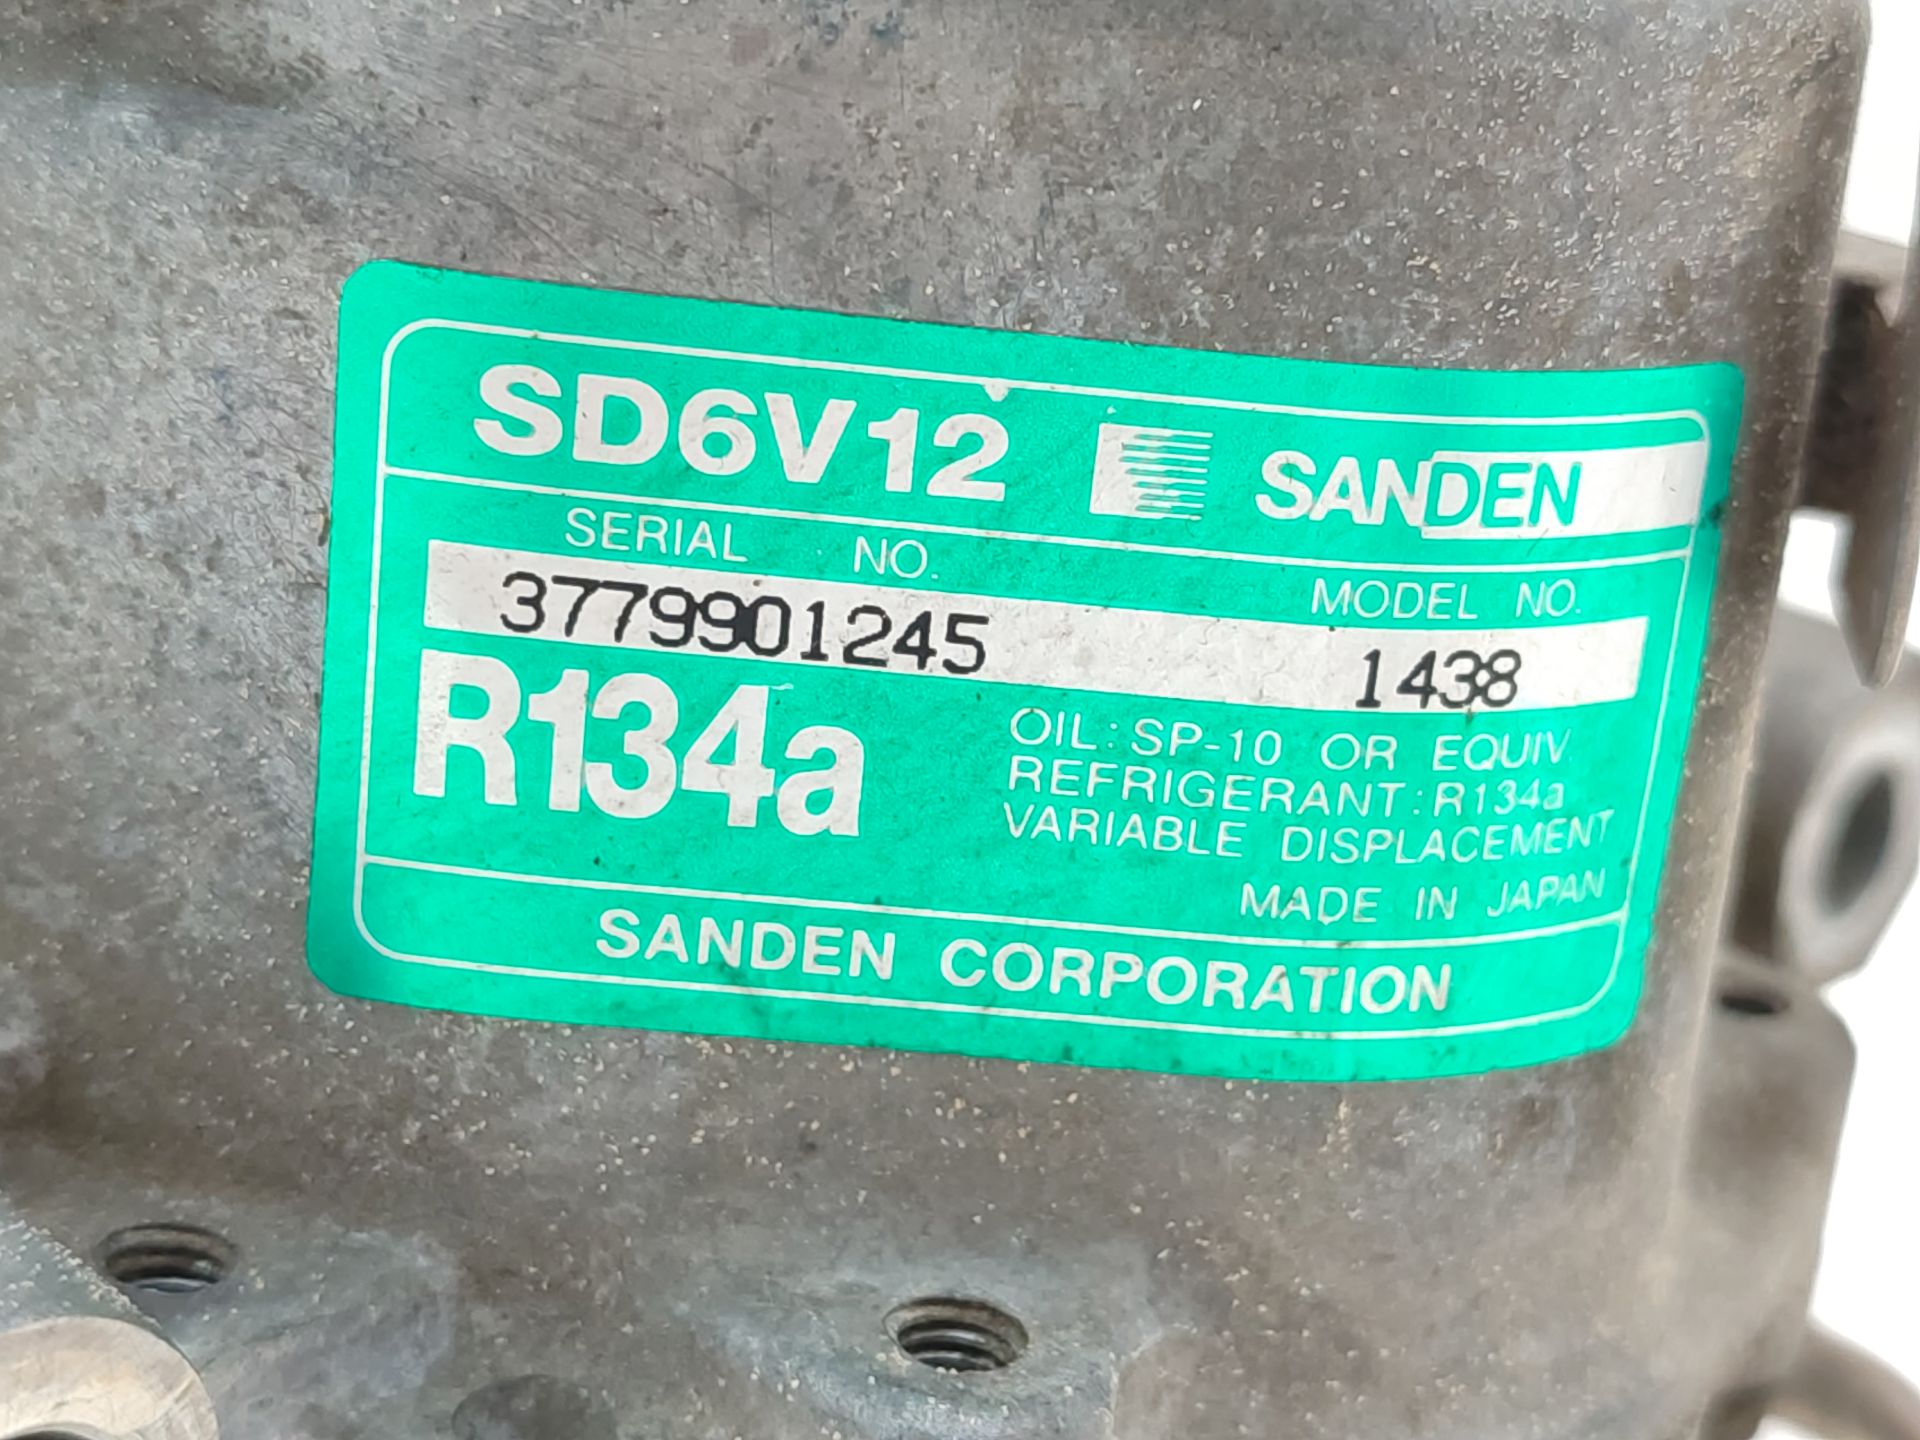 SD6V12 SANDEN
SERIAL NO. MODEL NO.
3779901245 1438
R134a
OIL: SP-10 OR EQUIV.
REFRIGERANT: R134a
VARIABLE DISPLACEMENT
MADE IN JAPAN
SANDEN CORPORATION